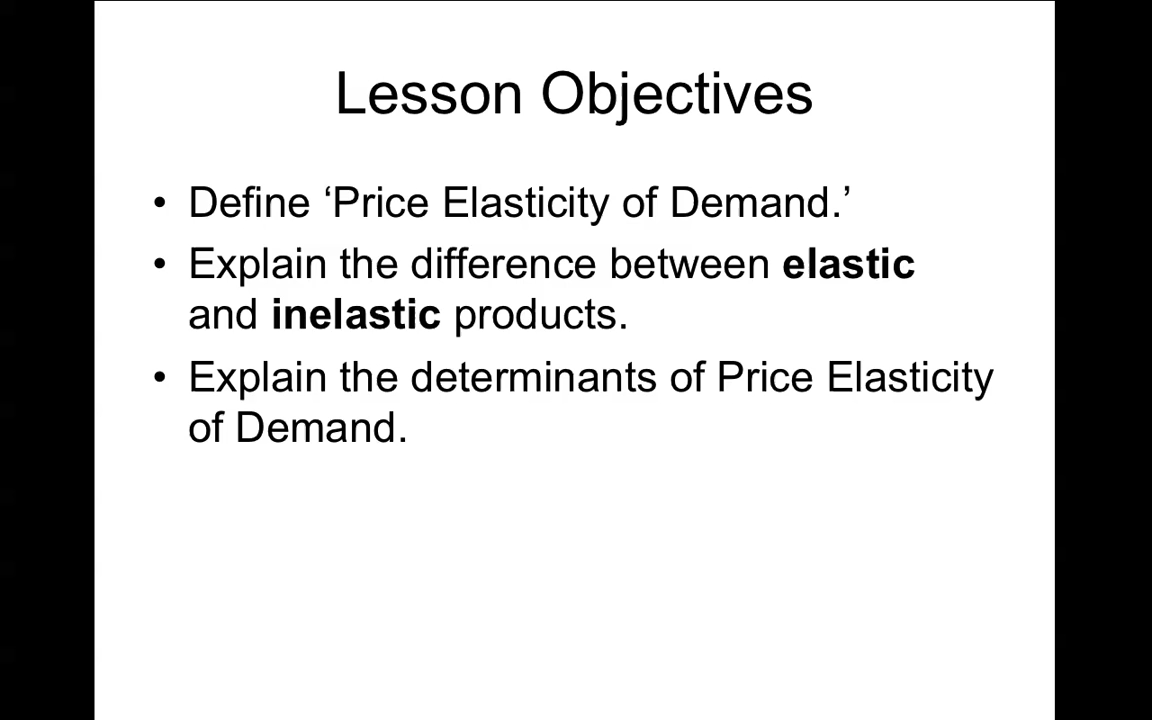 Lesson Objectives
• Define ‘Price Elasticity of Demand.’
• Explain the difference between elastic
and inelastic products.
• Explain the determinants of Price Elasticity
of Demand.